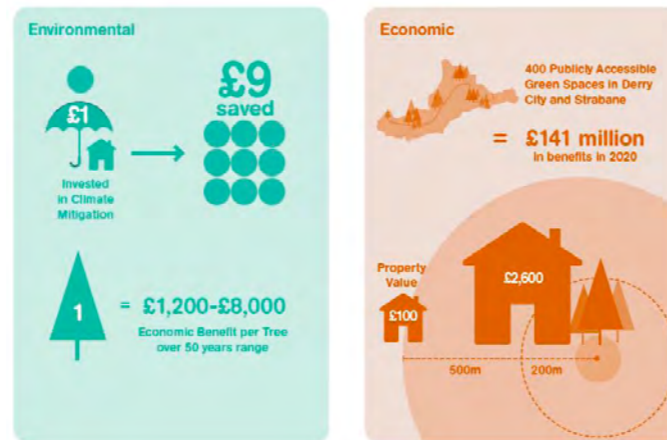 Environmental
£1
£9
saved
Invested
in Climate
Mitigation
1
= £1,200-£8,000
Economic Benefit per Tree
over 50 years range
Economic
400 Publicly Accessible
Green Spaces in Derry
City and Strabane
= £141 million
in benefits in 2020
Property
Value
£100
£2,600
500m
200m